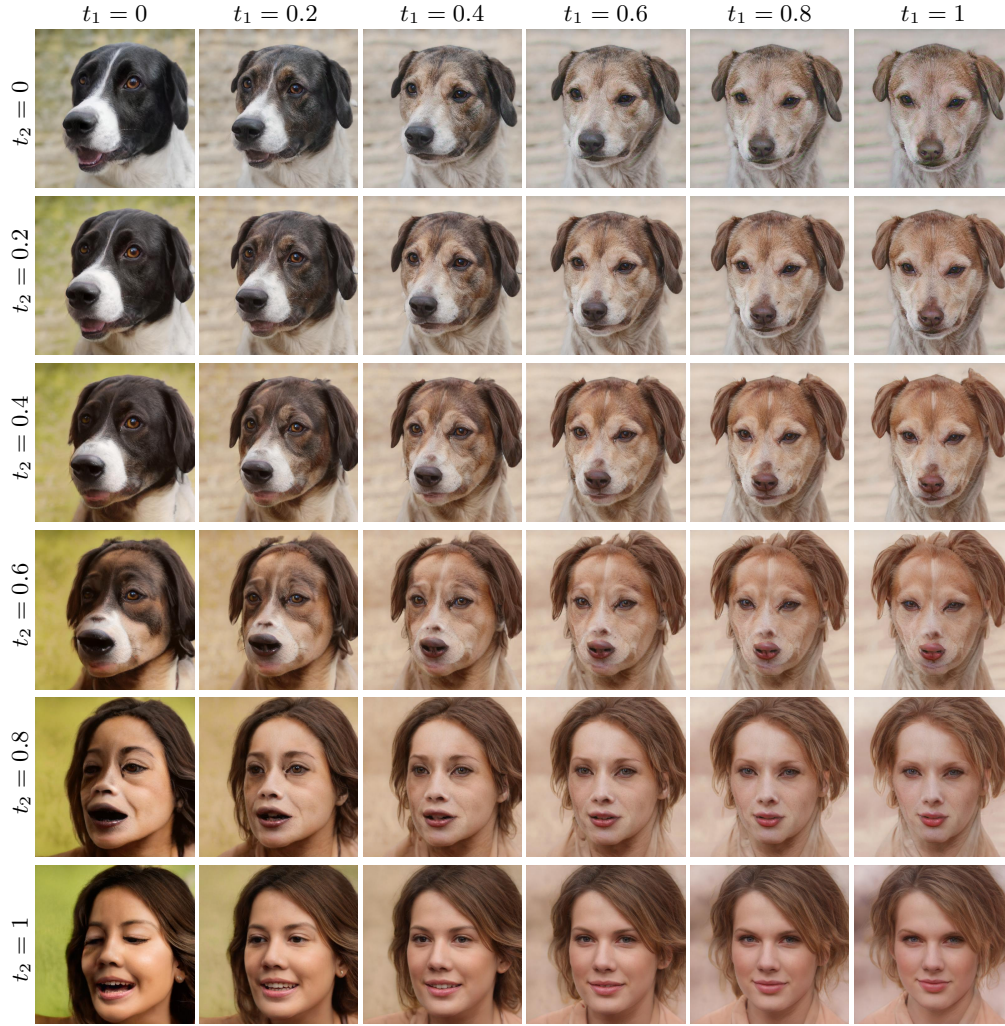 t₁ = 0
t₁ = 0.2
t₁ = 0.4
t₁ = 0.6
t₁ = 0.8
t₁ = 1
t₂ = 0
t₂ = 0.2
t₂ = 0.4
t₂ = 0.6
t₂ = 0.8
t₂ = 1